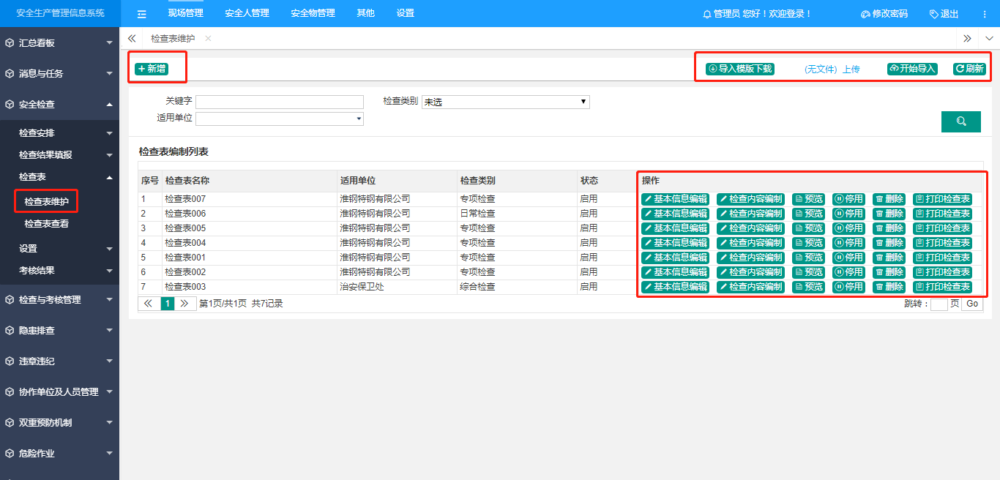 安全生产管理信息系统 现场管理 安全人管理 安全物管理 其他 设置 管理员 您好！欢迎登录！ 修改密码 退出
汇总看板
消息与任务
安全检查
检查安排
检查结果填报
检查表
检查表维护
检查表查看
设置
考核结果
检查与考核管理
隐患排查
违章违纪
协作单位及人员管理
双重预防机制
危险作业
检查表维护
新增 导入模版下载 (无文件) 上传 开始导入 刷新
关键字 检查类别 未选
适用单位
检查表编制列表
序号 检查表名称 适用单位 检查类别 状态 操作
1 检查表007 淮钢特钢有限公司 专项检查 启用 基本信息编辑 检查内容编制 预览 停用 删除 打印检查表
2 检查表006 淮钢特钢有限公司 日常检查 启用 基本信息编辑 检查内容编制 预览 停用 删除 打印检查表
3 检查表005 淮钢特钢有限公司 专项检查 启用 基本信息编辑 检查内容编制 预览 停用 删除 打印检查表
4 检查表004 淮钢特钢有限公司 专项检查 启用 基本信息编辑 检查内容编制 预览 停用 删除 打印检查表
5 检查表001 淮钢特钢有限公司 专项检查 启用 基本信息编辑 检查内容编制 预览 停用 删除 打印检查表
6 检查表002 淮钢特钢有限公司 专项检查 启用 基本信息编辑 检查内容编制 预览 停用 删除 打印检查表
7 检查表003 治安保卫处 综合检查 启用 基本信息编辑 检查内容编制 预览 停用 删除 打印检查表
1 第1页/共1页 共7记录 跳转： 页 Go